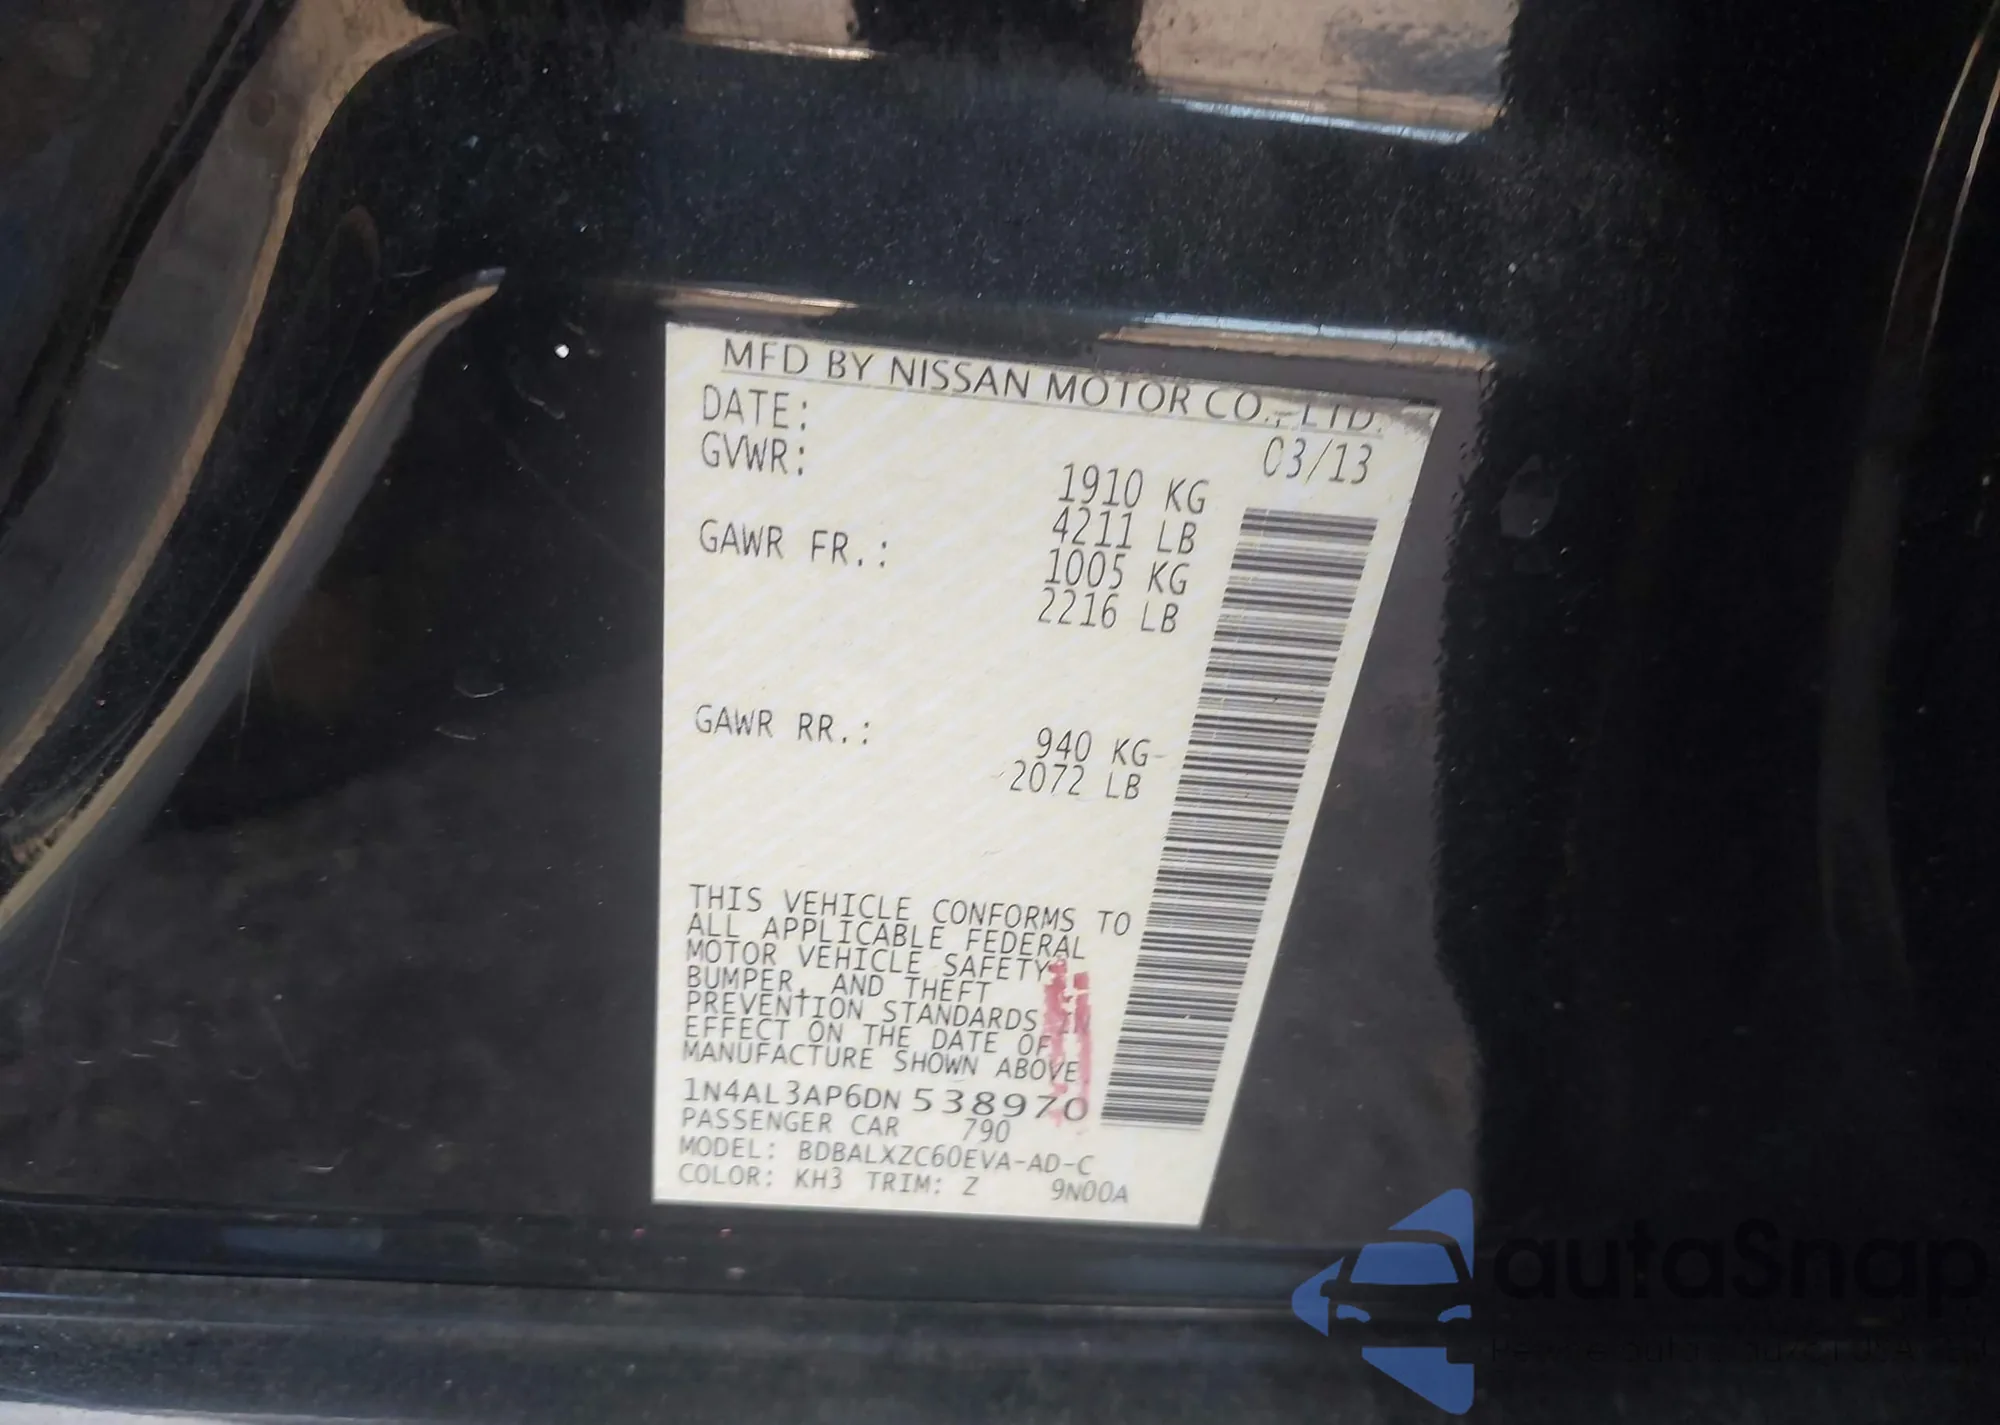 MFD BY NISSAN MOTOR CO., LTD.
DATE: 03/13
GVWR: 1910 KG
4211 LB
GAWR FR.: 1005 KG
2216 LB
GAWR RR.: 940 KG
2072 LB
THIS VEHICLE CONFORMS TO
ALL APPLICABLE FEDERAL
MOTOR VEHICLE SAFETY,
BUMPER, AND THEFT
PREVENTION STANDARDS IN
EFFECT ON THE DATE OF
MANUFACTURE SHOWN ABOVE.
1N4AL3AP6DN538970
PASSENGER CAR 790
MODEL: BDBALXZC60EVA-AD-C
COLOR: KH3 TRIM: Z 9N00A
autaSnap